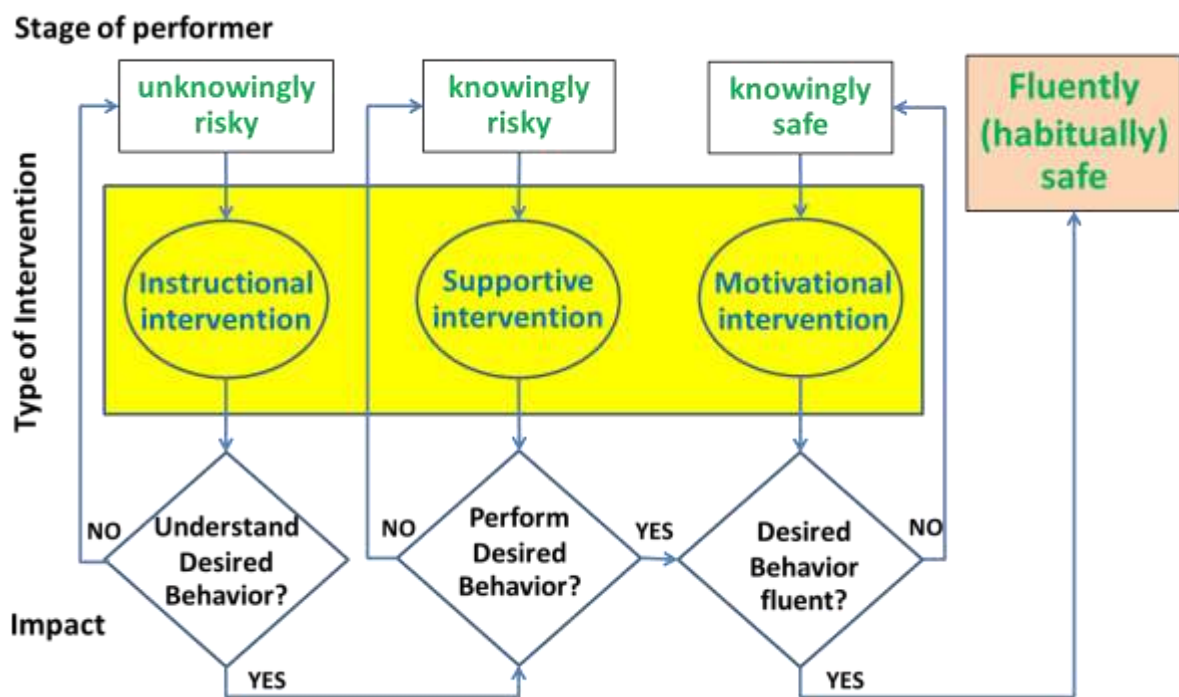 Stage of performer
unknowingly
risky
knowingly
risky
knowingly
safe
Fluently
(habitually)
safe
Type of Intervention
Instructional
intervention
Supportive
intervention
Motivational
intervention
NO
Understand
Desired
Behavior?
NO
Perform
Desired
Behavior?
YES
Desired
Behavior
fluent?
NO
Impact
YES
YES